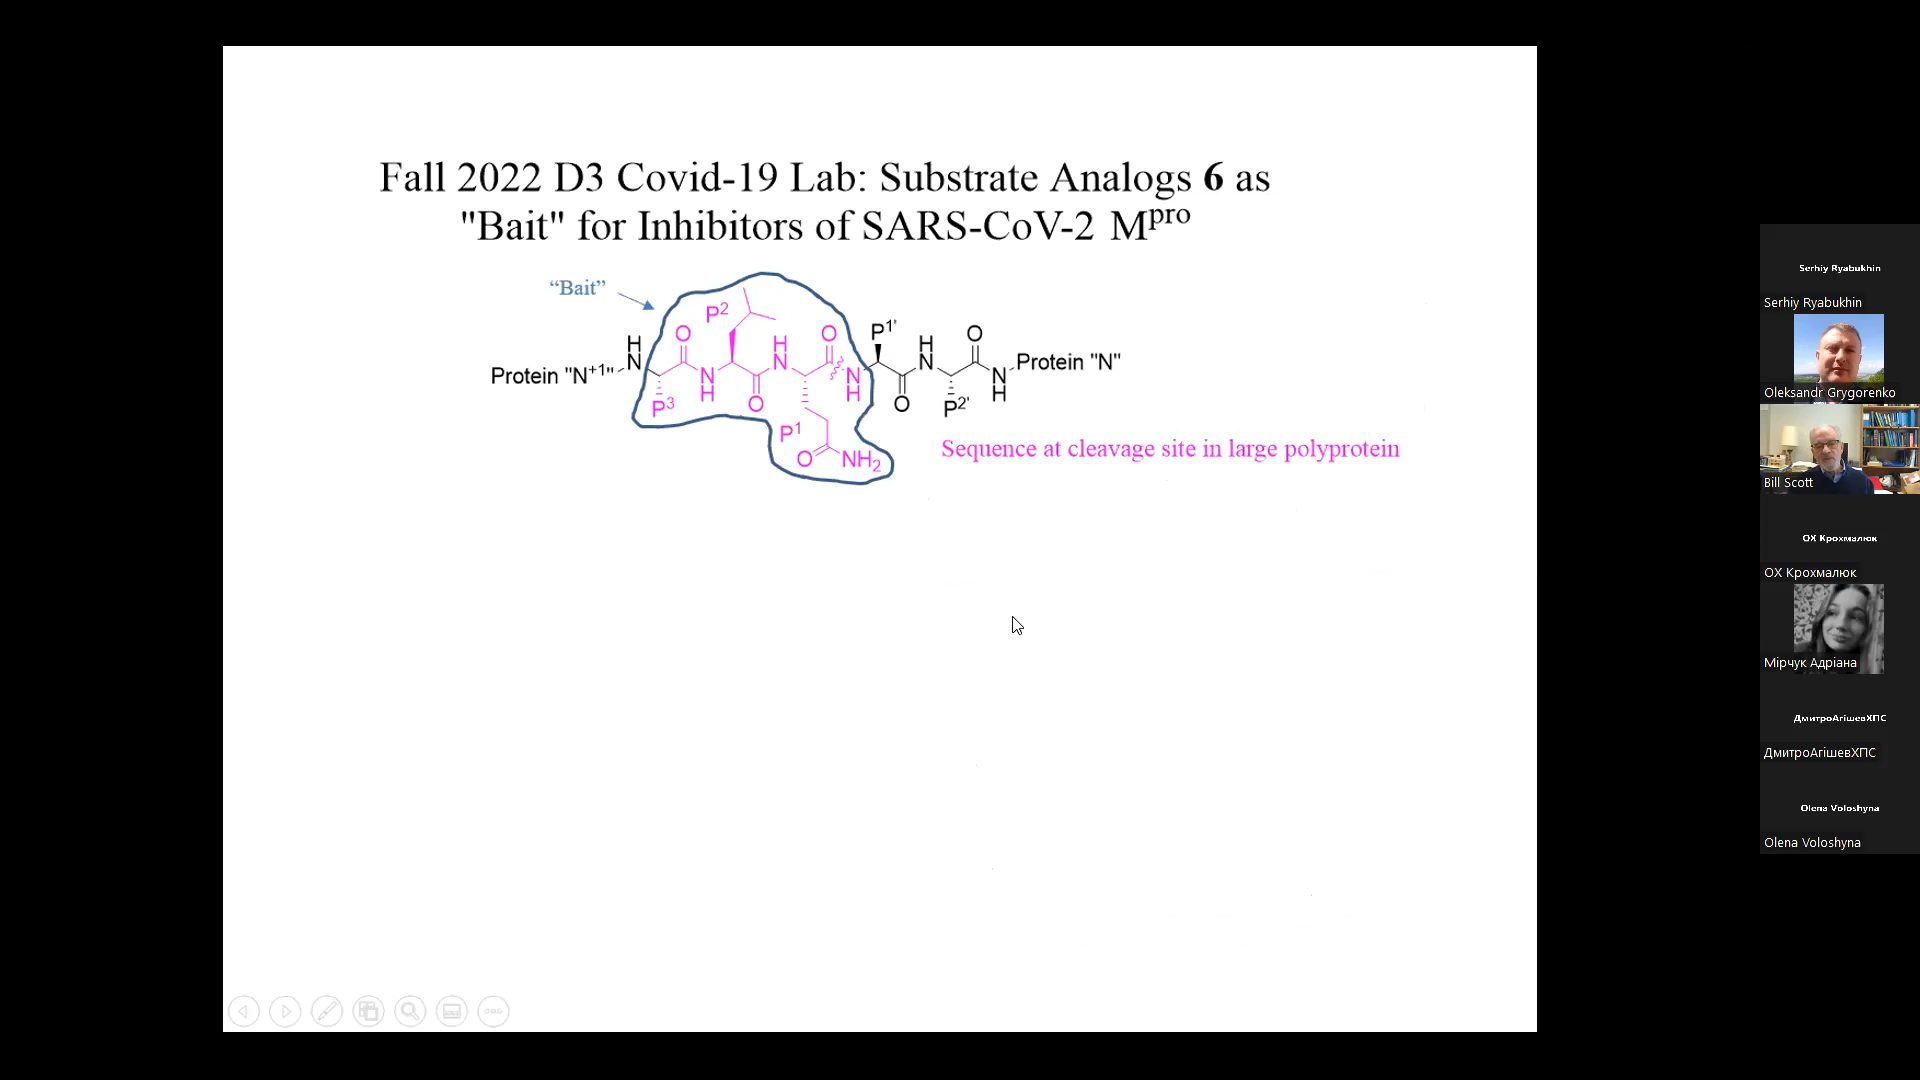 Fall 2022 D3 Covid-19 Lab: Substrate Analogs 6 as
"Bait" for Inhibitors of SARS-CoV-2 Mpro
“Bait”
P2
O
H
N
O
P1'
H
N
O
H
N
Protein "N+1"
Protein "N"
N
H
O
N
H
O
N
H
P3
P2'
P1
O
NH2
Sequence at cleavage site in large polyprotein
Serhiy Ryabukhin
Serhiy Ryabukhin
Oleksandr Grygorenko
Bill Scott
ОХ Крохмалюк
ОХ Крохмалюк
Мірчук Адріана
ДмитроАгішевХПС
ДмитроАгішевХПС
Olena Voloshyna
Olena Voloshyna